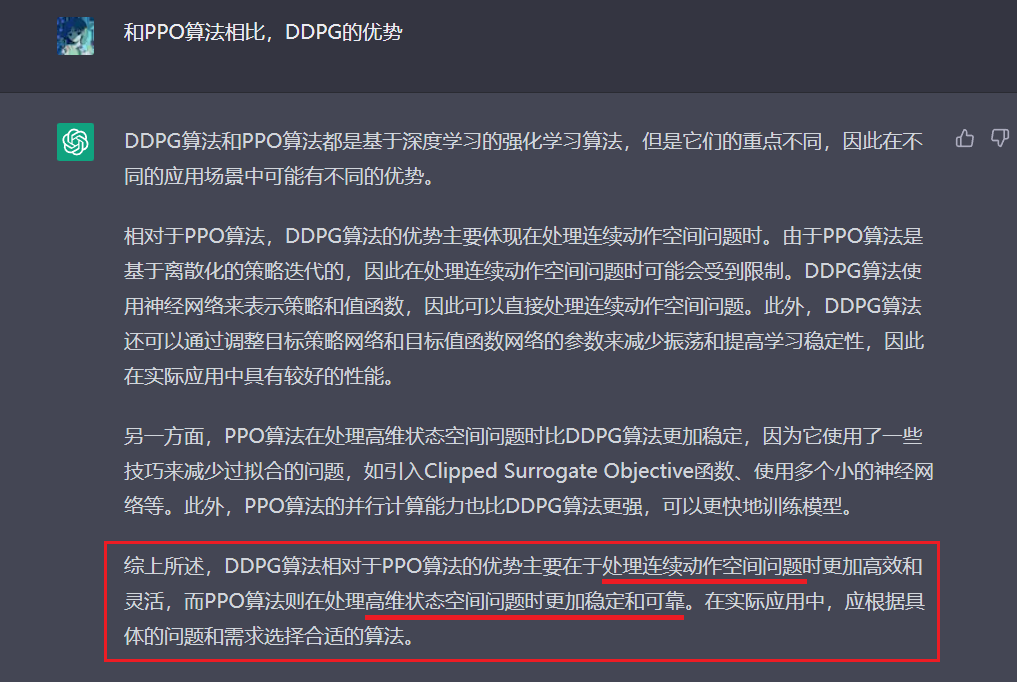 和PPO算法相比，DDPG的优势
DDPG算法和PPO算法都是基于深度学习的强化学习算法，但是它们的重点不同，因此在不
同的应用场景中可能有不同的优势。
相对于PPO算法，DDPG算法的优势主要体现在处理连续动作空间问题时。由于PPO算法是
基于离散化的策略迭代的，因此在处理连续动作空间问题时可能会受到限制。DDPG算法使
用神经网络来表示策略和值函数，因此可以直接处理连续动作空间问题。此外，DDPG算法
还可以通过调整目标策略网络和目标值函数网络的参数来减少振荡和提高学习稳定性，因此
在实际应用中具有较好的性能。
另一方面，PPO算法在处理高维状态空间问题时比DDPG算法更加稳定，因为它使用了一些
技巧来减少过拟合的问题，如引入Clipped Surrogate Objective函数、使用多个小的神经网
络等。此外，PPO算法的并行计算能力也比DDPG算法更强，可以更快地训练模型。
综上所述，DDPG算法相对于PPO算法的优势主要在于处理连续动作空间问题时更加高效和
灵活，而PPO算法则在处理高维状态空间问题时更加稳定和可靠。在实际应用中，应根据具
体的问题和需求选择合适的算法。